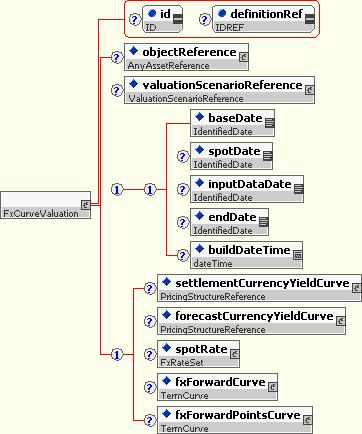 ? id ID
? definitionRef IDREF
? objectReference
AnyAssetReference
? valuationScenarioReference
ValuationScenarioReference
FxCurveValuation
1 1
baseDate
IdentifiedDate
? spotDate
IdentifiedDate
? inputDataDate
IdentifiedDate
? endDate
IdentifiedDate
? buildDateTime
dateTime
1
? settlementCurrencyYieldCurve
PricingStructureReference
? forecastCurrencyYieldCurve
PricingStructureReference
? spotRate
FxRateSet
? fxForwardCurve
TermCurve
? fxForwardPointsCurve
TermCurve